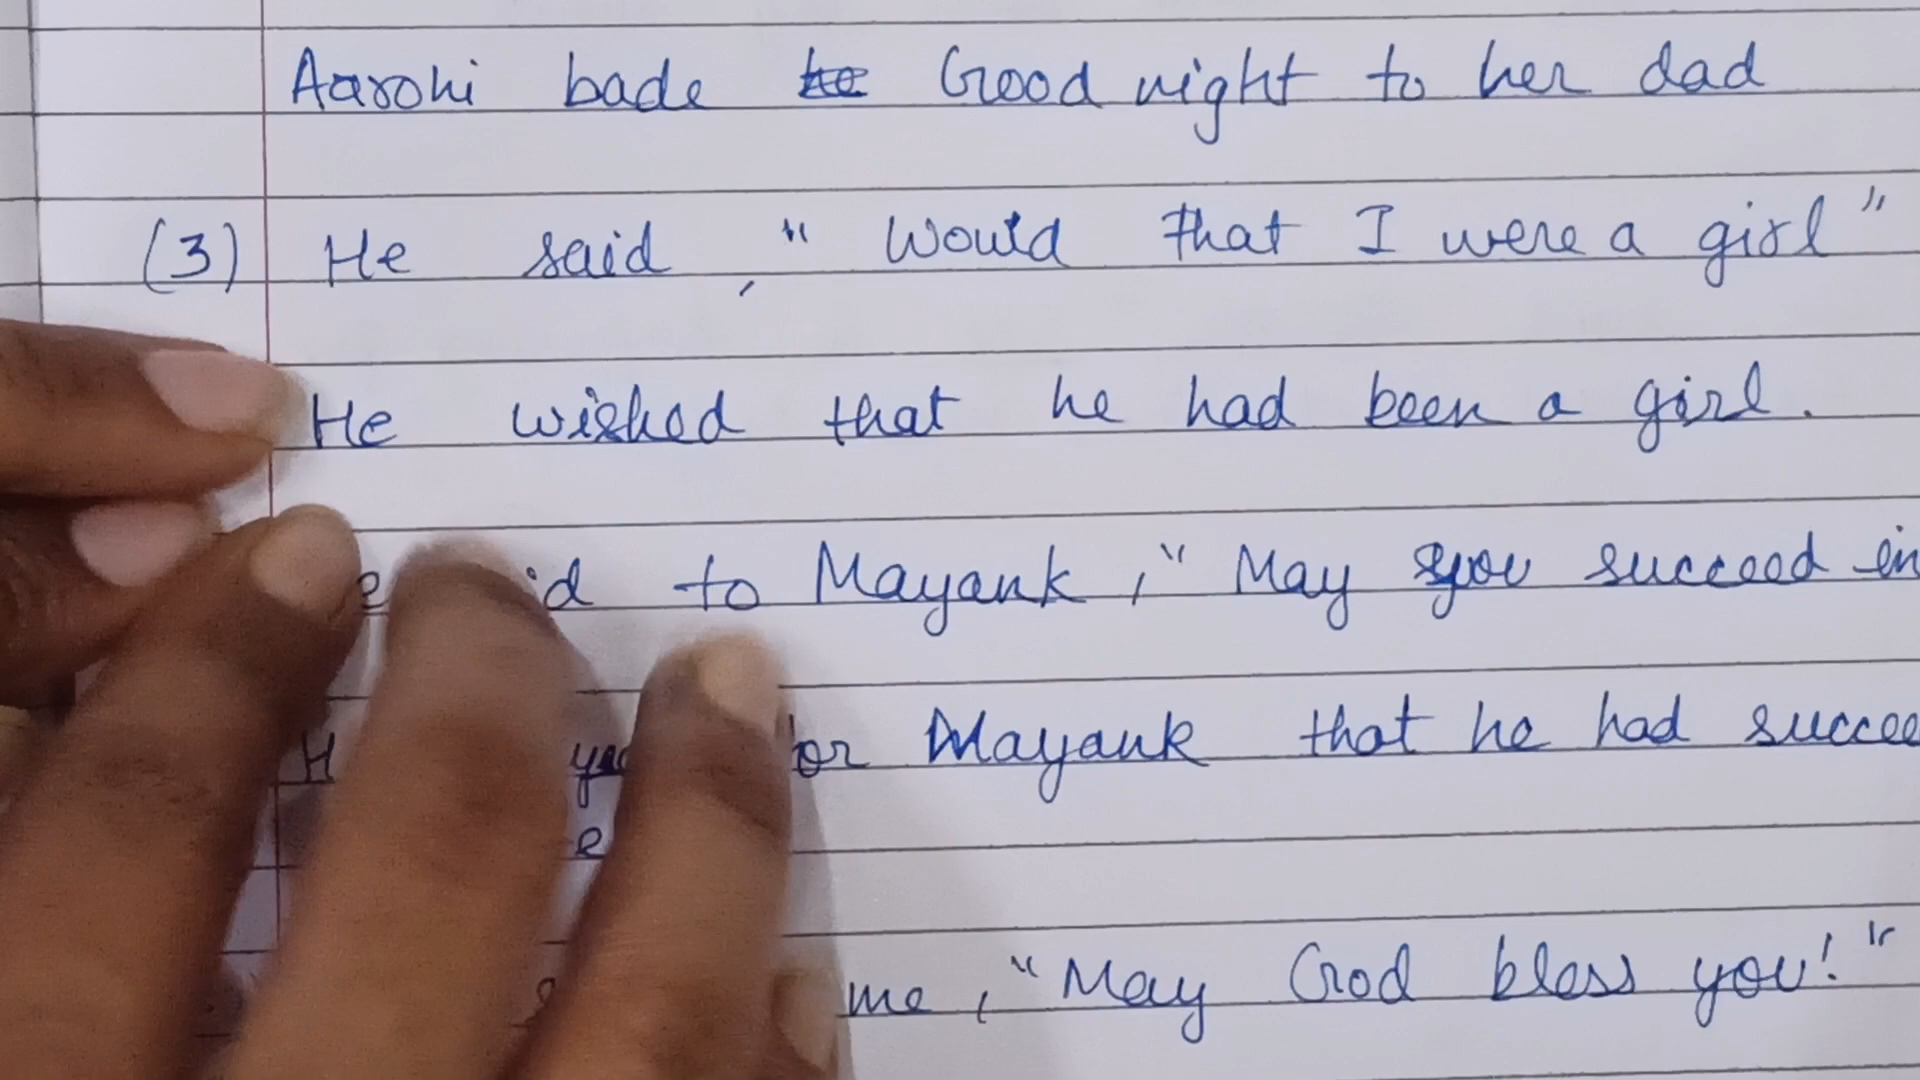 Aarohi bade Good night to her dad
(3) He said, "Would that I were a girl"
He wished that he had been a girl.
to Mayank, "May you succeed in
Mayank that he had succee
me, "May God bless you!"